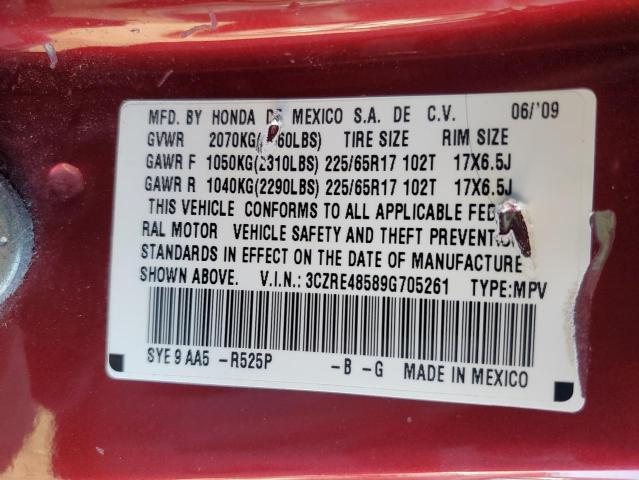 MFD. BY HONDA DE MEXICO S.A. DE C.V. 06/'09
GVWR 2070KG( 60LBS) TIRE SIZE RIM SIZE
GAWR F 1050KG(2310LBS) 225/65R17 102T 17X6.5J
GAWR R 1040KG(2290LBS) 225/65R17 102T 17X6.5J
THIS VEHICLE CONFORMS TO ALL APPLICABLE FEDE
RAL MOTOR VEHICLE SAFETY AND THEFT PREVENTION
STANDARDS IN EFFECT ON THE DATE OF MANUFACTURE
SHOWN ABOVE. V.I.N.: 3CZRE48589G705261 TYPE:MPV
SYE 9 AA5 -R525P -B -G MADE IN MEXICO